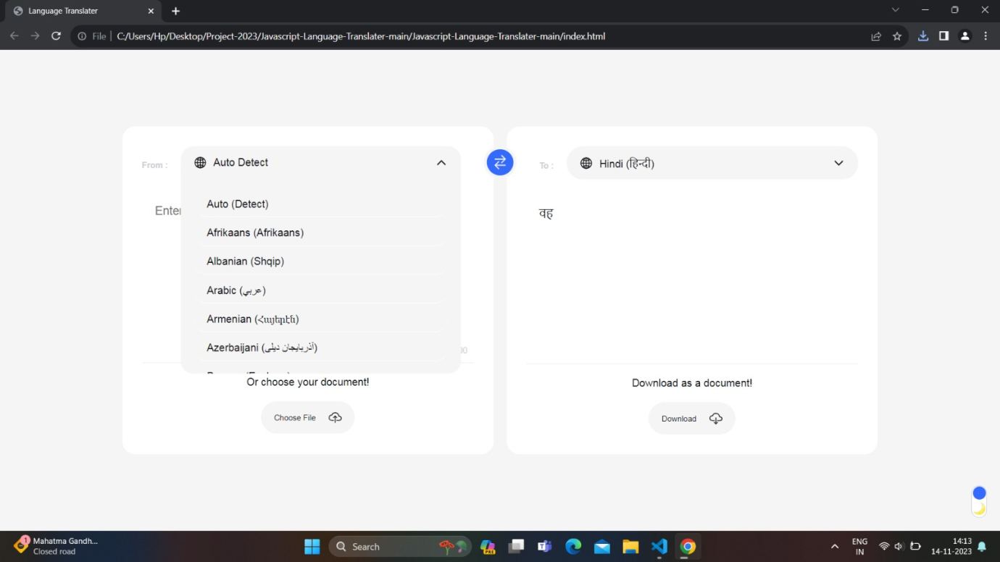 Language Translater
File
C:/Users/Hp/Desktop/Project-2023/Javascript-Language-Translater-main/Javascript-Language-Translater-main/index.html
From :
Auto Detect
To :
Hindi (हिन्दी)
Enter
Auto (Detect)
Afrikaans (Afrikaans)
Albanian (Shqip)
Arabic (عربي)
Armenian (Հայերէն)
Azerbaijani (آذربایجان دیلی)
वह
00
Or choose your document!
Choose File
Download as a document!
Download
1
Mahatma Gandh...
Closed road
Search
PRE
ENG
IN
14:13
14-11-2023